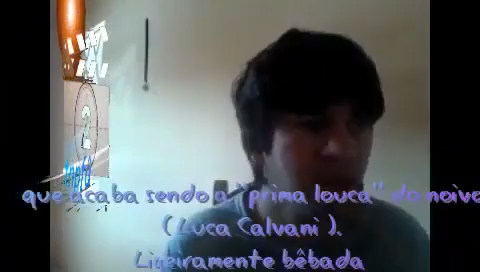 que acaba sendo a "prima louca" do noivo
(Luca Calvani).
Ligeiramente bêbada